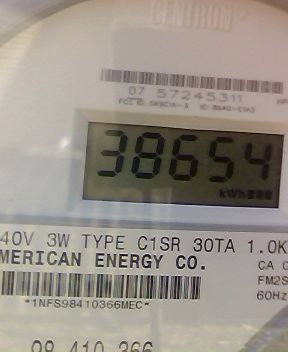 CENTRON
07 57245311
38654
kWh
40V 3W TYPE C1SR 30TA 1.0K
MERICAN ENERGY CO.
CA 0
FM2S
60Hz
*1NFS98410366MEC*
98 410 366